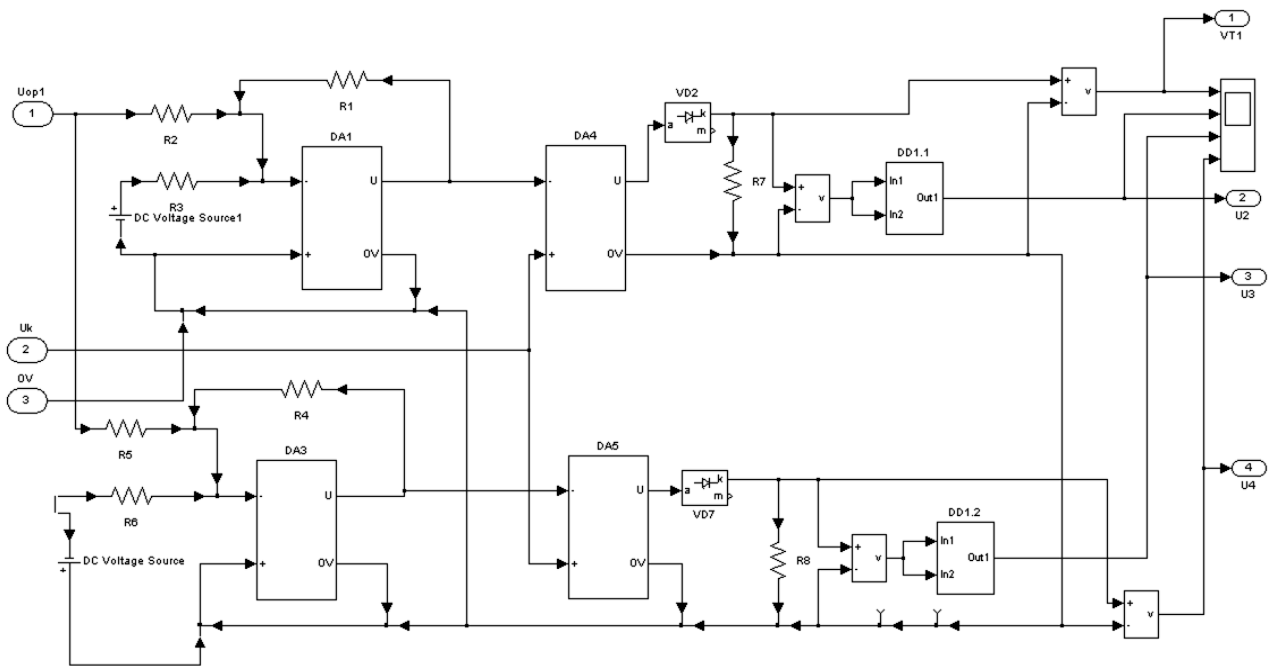 1
VT1
Uop1
1
R1
R2
VD2
a
k
m
+
-
v
DA1
DA4
DD1.1
R3
-
U
-
U
R7
+
-
v
In1
In2
Out1
+
DC Voltage Source1
2
U2
+
0V
+
0V
3
U3
Uk
2
0V
3
R4
R5
DA3
DA5
4
U4
-
U
-
U
a
k
m
VD7
R6
DD1.2
DC Voltage Source
+
+
0V
+
0V
R8
+
-
v
In1
In2
Out1
+
-
v